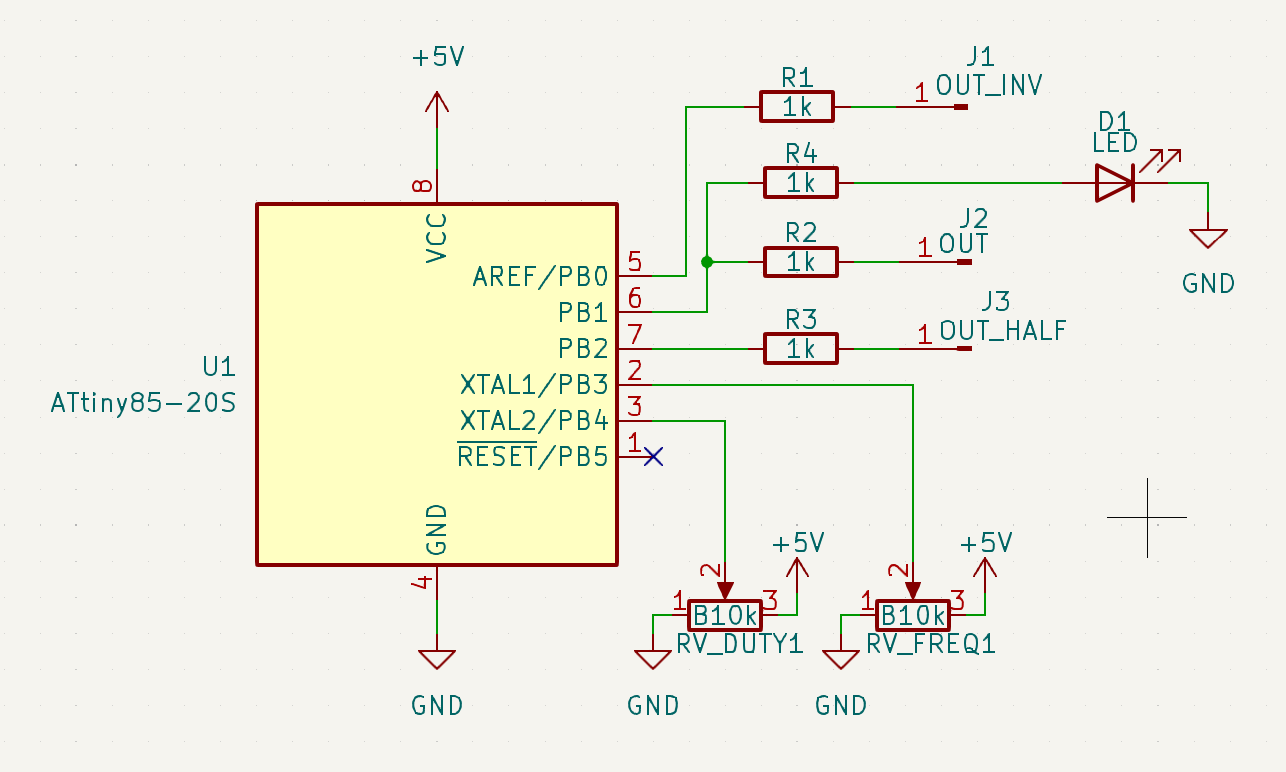 +5V
J1
R1
1 OUT_INV
1k
D1
LED
R4
1k
8
VCC
J2
R2
1 OUT
1k
AREF/PB0 5
GND
PB1 6
J3
R3
1 OUT_HALF
1k
PB2 7
U1
XTAL1/PB3 2
ATtiny85-20S
XTAL2/PB4 3
RESET/PB5 1
GND
4
+5V
+5V
2
2
1 B10k 3
1 B10k 3
RV_DUTY1
RV_FREQ1
GND
GND
GND